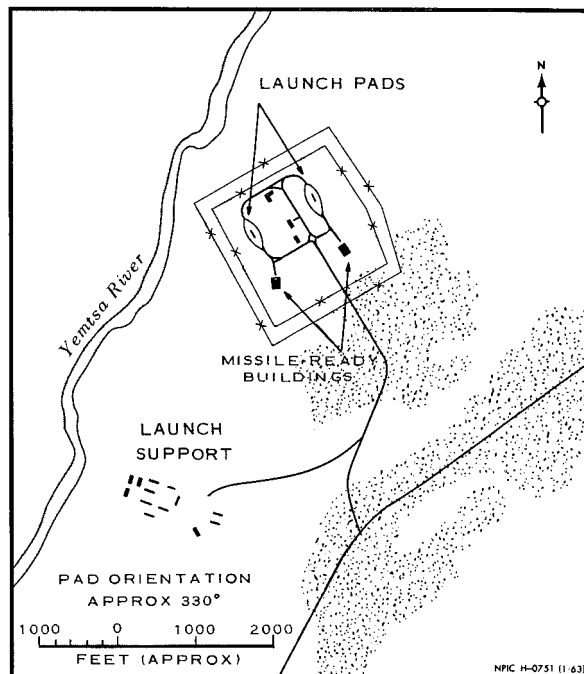 N
LAUNCH PADS
Yemtsa River
MISSILE-READY
BUILDINGS
LAUNCH
SUPPORT
PAD ORIENTATION
APPROX 330°
1000 0 1000 2000
FEET (APPROX)
NPIC H-0751 (1-63)